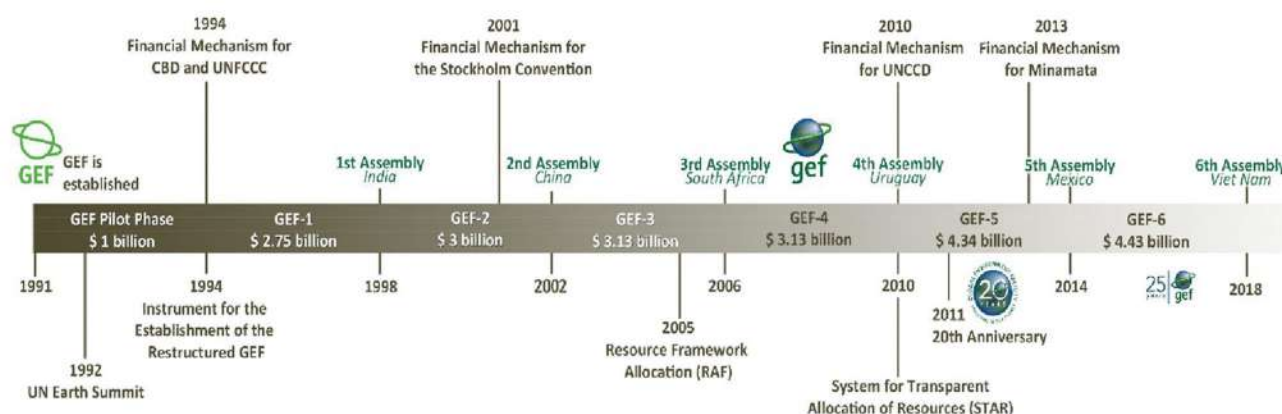 1994
Financial Mechanism for
CBD and UNFCCC
2001
Financial Mechanism for
the Stockholm Convention
2010
Financial Mechanism
for UNCCD
2013
Financial Mechanism
for Minamata
GEF
GEF is
established
1st Assembly
India
2nd Assembly
China
3rd Assembly
South Africa
gef
4th Assembly
Uruguay
5th Assembly
Mexico
6th Assembly
Viet Nam
GEF Pilot Phase
$ 1 billion
GEF-1
$ 2.75 billion
GEF-2
$ 3 billion
GEF-3
$ 3.13 billion
GEF-4
$ 3.13 billion
GEF-5
$ 4.34 billion
GEF-6
$ 4.43 billion
1991
1994
1998
2002
2006
2010
2014
2018
Instrument for the
Establishment of the
Restructured GEF
1992
UN Earth Summit
2005
Resource Framework
Allocation (RAF)
System for Transparent
Allocation of Resources (STAR)
2011
20th Anniversary
20
YEARS
25
gef